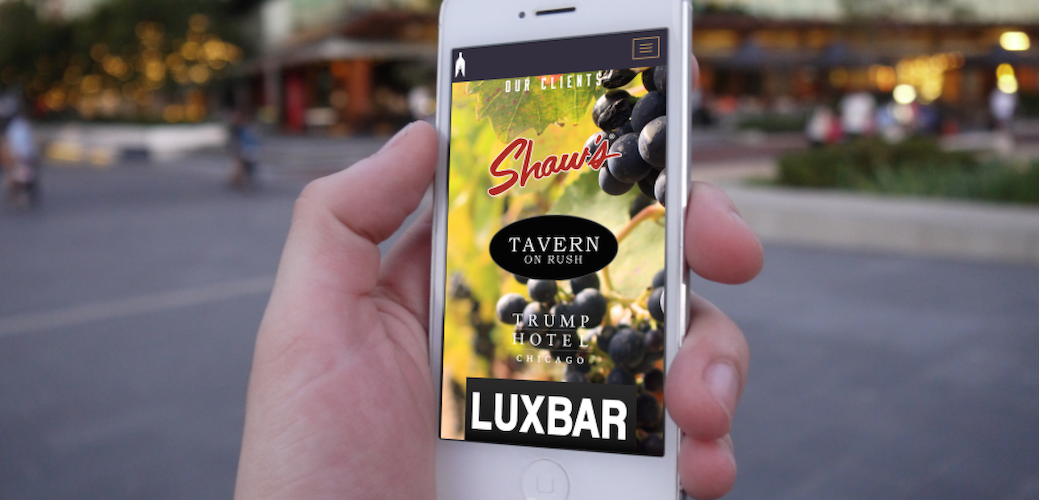 OUR CLIENTS
Shaw's®
TAVERN
ON RUSH
TRUMP
HOTEL
CHICAGO
LUXBAR